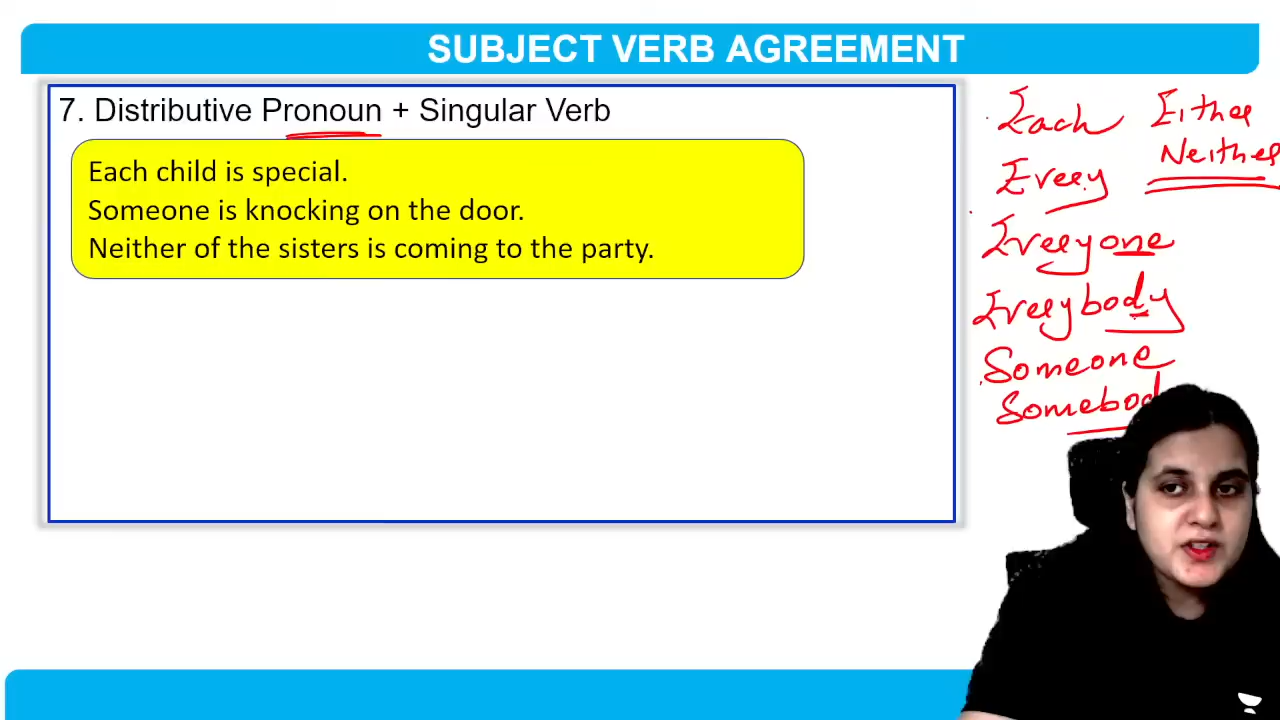 SUBJECT VERB AGREEMENT
7. Distributive Pronoun + Singular Verb
Each child is special.
Someone is knocking on the door.
Neither of the sisters is coming to the party.
Each
Either
Neither
Every
Everyone
Everybody
Someone
Somebod